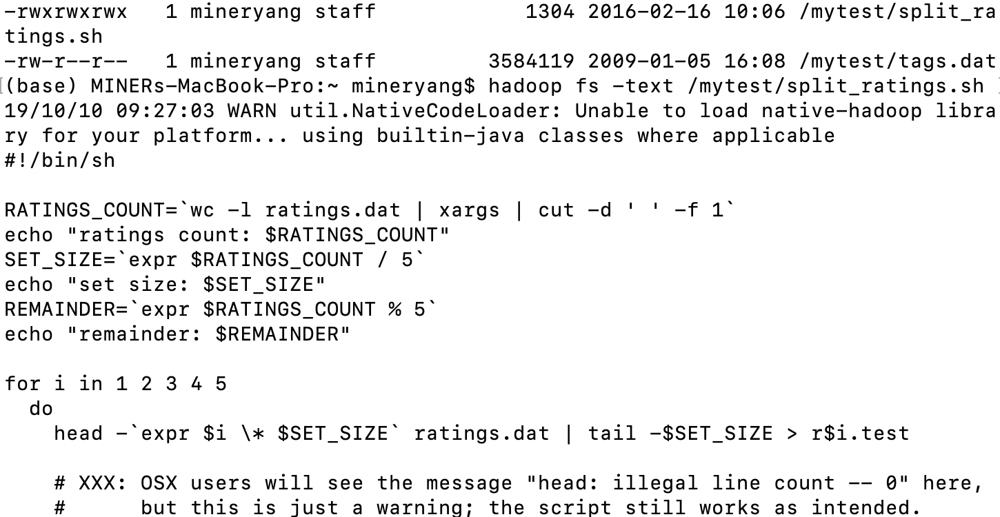 -rwxrwxrwx   1 mineryang staff            1304 2016-02-16 10:06 /mytest/split_ra
tings.sh
-rw-r--r--   1 mineryang staff         3584119 2009-01-05 16:08 /mytest/tags.dat
[(base) MINERs-MacBook-Pro:~ mineryang$ hadoop fs -text /mytest/split_ratings.sh ]
19/10/10 09:27:03 WARN util.NativeCodeLoader: Unable to load native-hadoop libra
ry for your platform... using builtin-java classes where applicable
#!/bin/sh

RATINGS_COUNT=`wc -l ratings.dat | xargs | cut -d ' ' -f 1`
echo "ratings count: $RATINGS_COUNT"
SET_SIZE=`expr $RATINGS_COUNT / 5`
echo "set size: $SET_SIZE"
REMAINDER=`expr $RATINGS_COUNT % 5`
echo "remainder: $REMAINDER"

for i in 1 2 3 4 5
  do
    head -`expr $i \* $SET_SIZE` ratings.dat | tail -$SET_SIZE > r$i.test

    # XXX: OSX users will see the message "head: illegal line count -- 0" here,
    #      but this is just a warning; the script still works as intended.